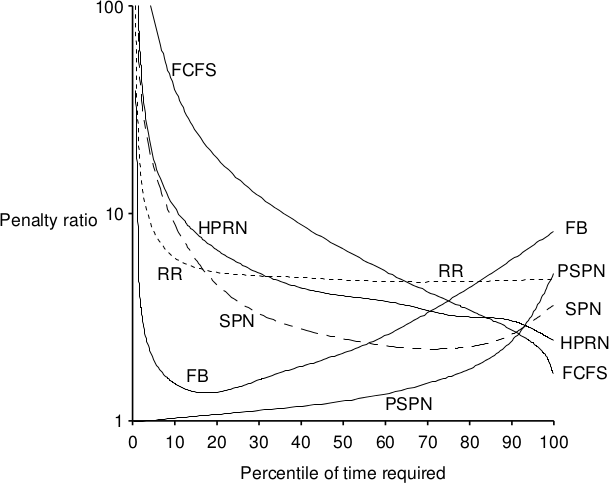 100
FCFS
Penalty ratio
10
HPRN
RR
RR
FB
PSPN
SPN
SPN
HPRN
FB
FCFS
PSPN
1
0 10 20 30 40 50 60 70 80 90 100
Percentile of time required